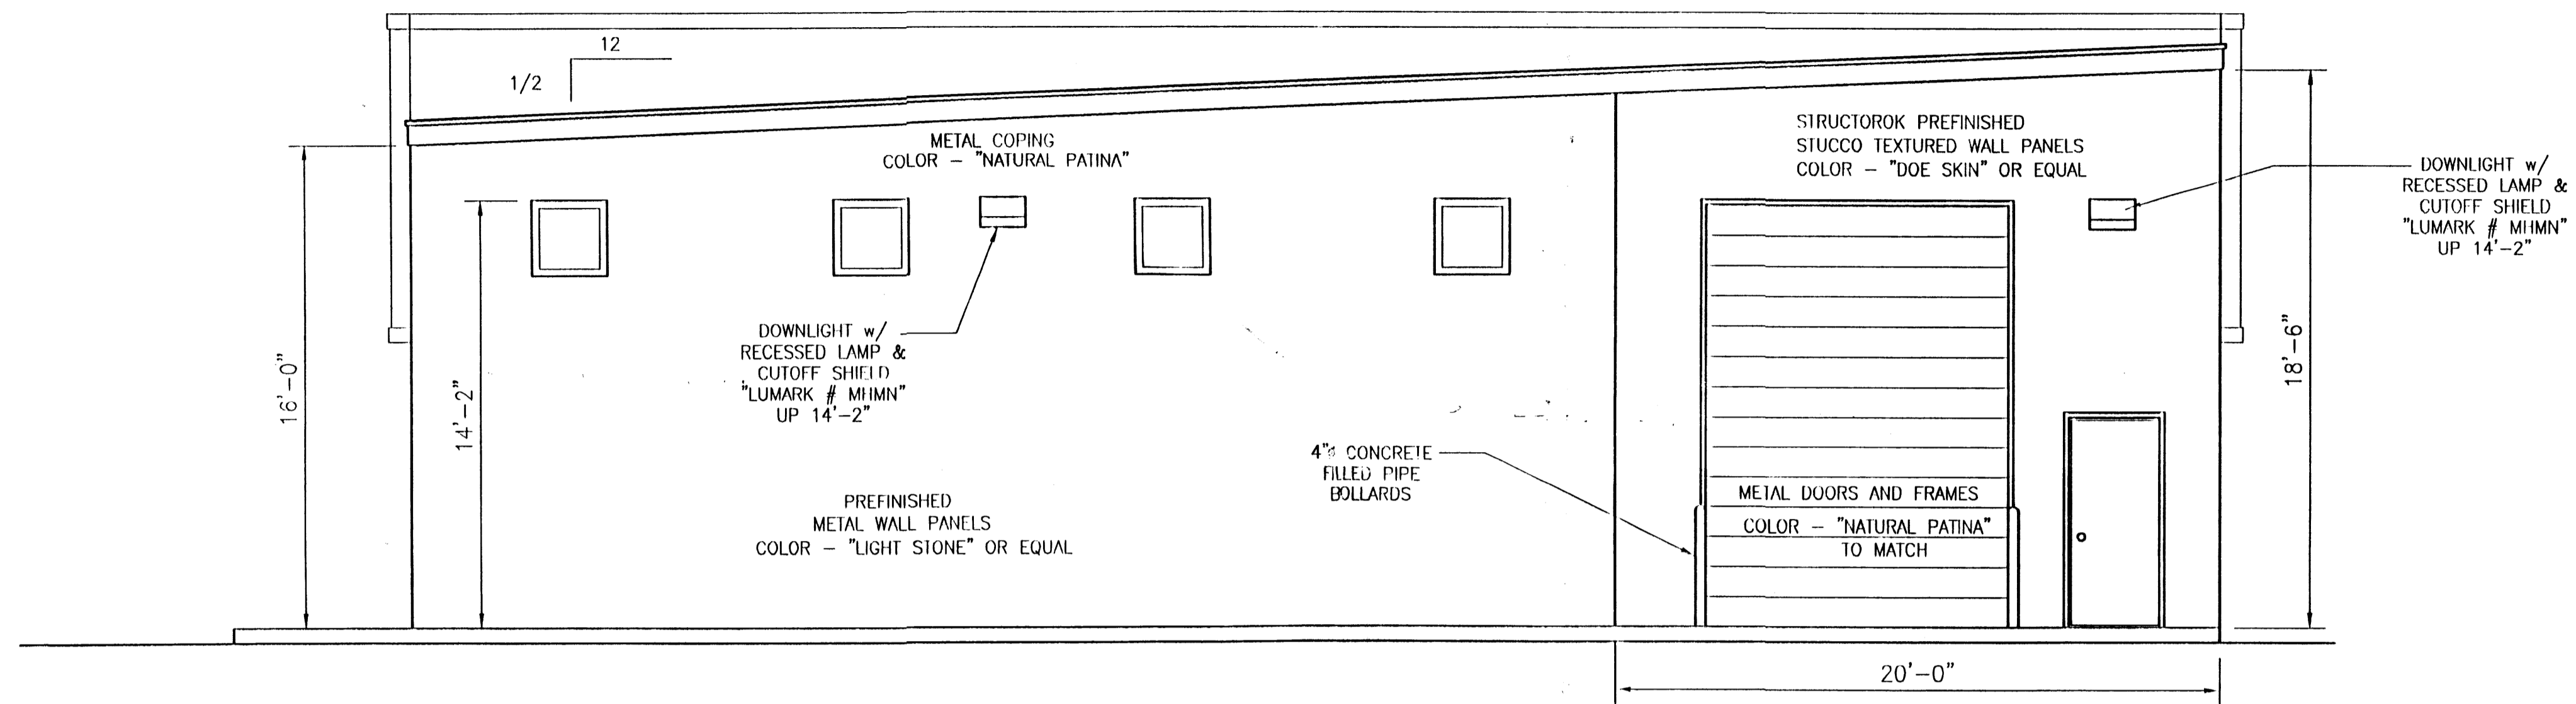 12
1/2
METAL COPING
COLOR – "NATURAL PATINA"
STRUCTOROK PREFINISHED
STUCCO TEXTURED WALL PANELS
COLOR – "DOE SKIN" OR EQUAL
DOWNLIGHT w/
RECESSED LAMP &
CUTOFF SHIELD
"LUMARK # MHMN"
UP 14'–2"
DOWNLIGHT w/
RECESSED LAMP &
CUTOFF SHIELD
"LUMARK # MHMN"
UP 14'–2"
16'–0"
14'–2"
18'–6"
4"ø CONCRETE
FILLED PIPE
BOLLARDS
PREFINISHED
METAL WALL PANELS
COLOR – "LIGHT STONE" OR EQUAL
METAL DOORS AND FRAMES
COLOR – "NATURAL PATINA"
TO MATCH
20'–0"